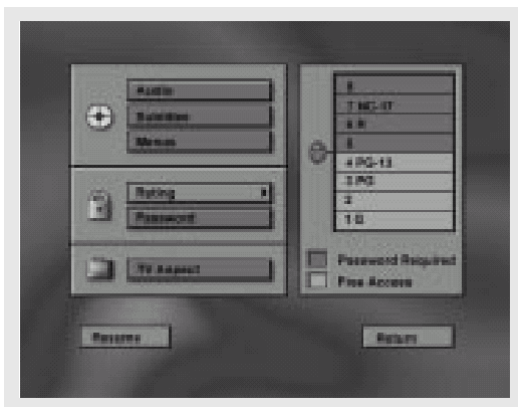 Audio
Subtitles
Menus
Rating
Password
TV Aspect
8
7 NC-17
6 R
5
4 PG-13
3 PG
2
1 G
Password Required
Free Access
Resume
Return